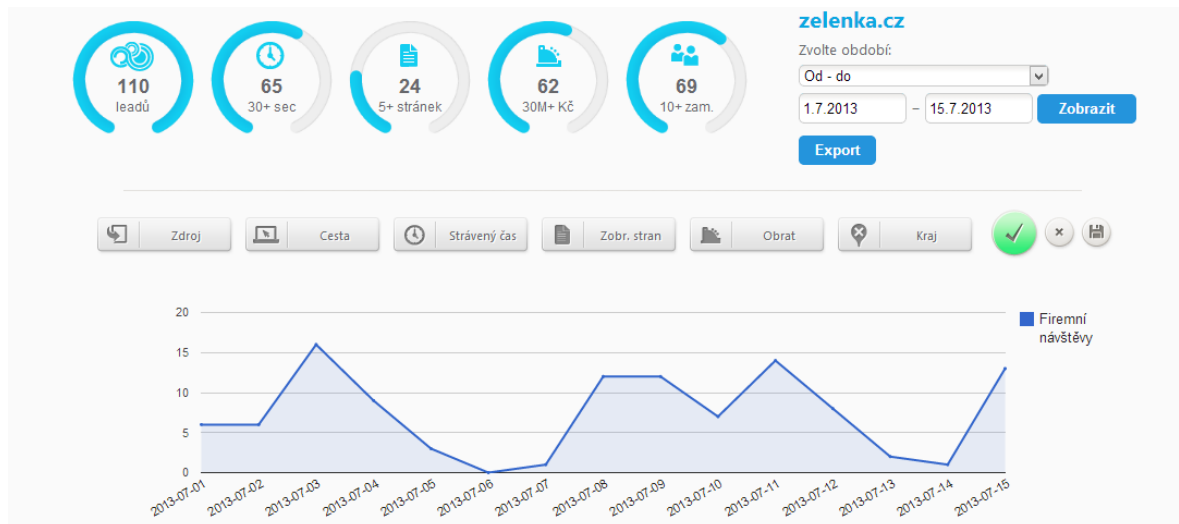 110
leadů
65
30+ sec
24
5+ stránek
62
30M+ Kč
69
10+ zam.
zelenka.cz
Zvolte období:
Od - do
1.7.2013 – 15.7.2013 Zobrazit
Export
Zdroj
Cesta
Strávený čas
Zobr. stran
Obrat
Kraj
20
15
10
5
0
Firemní
návštěvy
2013-07-01
2013-07-02
2013-07-03
2013-07-04
2013-07-05
2013-07-06
2013-07-07
2013-07-08
2013-07-09
2013-07-10
2013-07-11
2013-07-12
2013-07-13
2013-07-14
2013-07-15